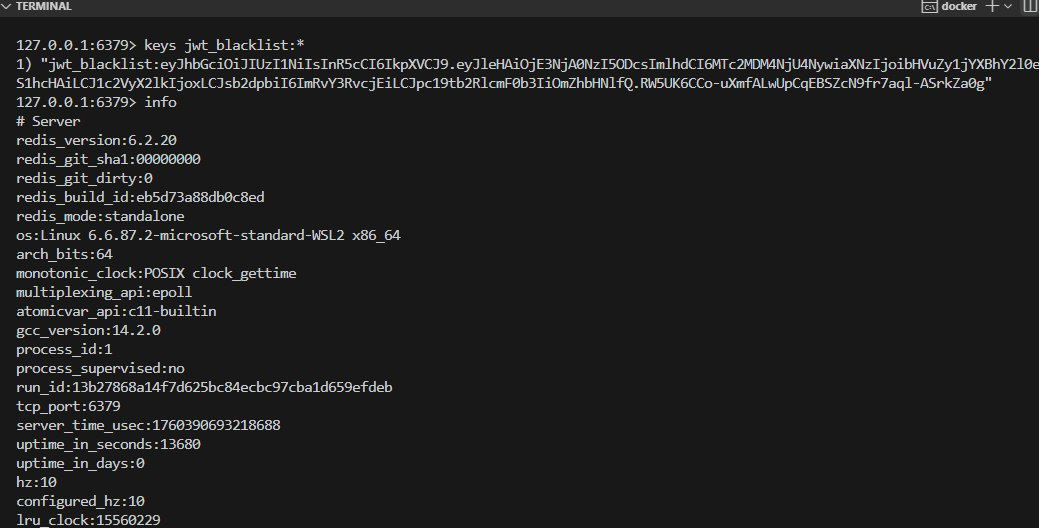 TERMINAL
docker
127.0.0.1:6379> keys jwt_blacklist:*
1) "jwt_blacklist:eyJhbGciOiJIUzI1NiIsInR5cCI6IkpXVCJ9.eyJleHAiOjE3NjA0NzI5ODcsImlhdCI6MTc2MDM4NjU4NywiaXNzIjoibHVuZy1jYXBhY2l0e
S1hcHAiLCJ1c2VyX2lkIjoxLCJsb2dpbiI6ImRvY3RvcjEiLCJpc19tb2RlcmF0b3IiOmZhbHNlfQ.RW5UK6CCo-uXmfALwUpCqEBSZcN9fr7aql-ASrkZa0g"
127.0.0.1:6379> info
# Server
redis_version:6.2.20
redis_git_sha1:00000000
redis_git_dirty:0
redis_build_id:eb5d73a88db0c8ed
redis_mode:standalone
os:Linux 6.6.87.2-microsoft-standard-WSL2 x86_64
arch_bits:64
monotonic_clock:POSIX clock_gettime
multiplexing_api:epoll
atomicvar_api:c11-builtin
gcc_version:14.2.0
process_id:1
process_supervised:no
run_id:13b27868a14f7d625bc84ecbc97cba1d659efdeb
tcp_port:6379
server_time_usec:1760390693218688
uptime_in_seconds:13680
uptime_in_days:0
hz:10
configured_hz:10
lru_clock:15560229